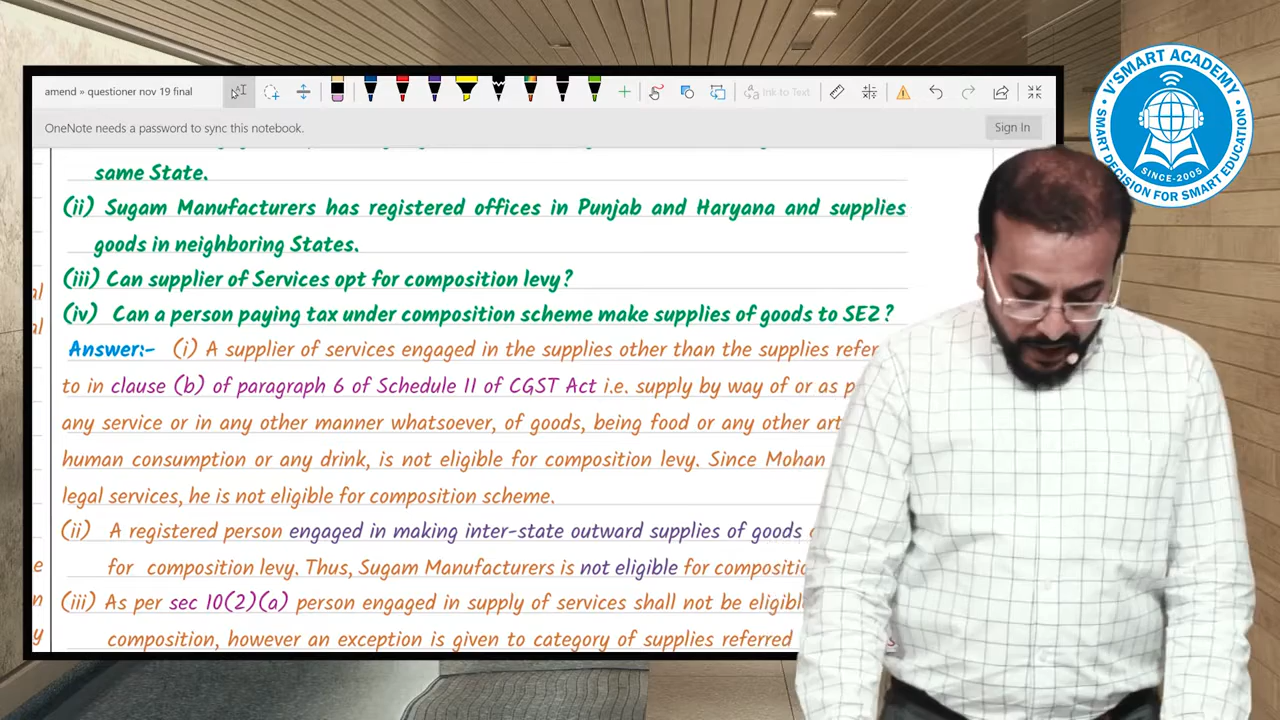 amend » questioner nov 19 final
Ink to Text
OneNote needs a password to sync this notebook.
Sign In
same State.
(ii) Sugam Manufacturers has registered offices in Punjab and Haryana and supplies
goods in neighboring States.
(iii) Can supplier of Services opt for composition levy?
(iv) Can a person paying tax under composition scheme make supplies of goods to SEZ?
Answer:- (i) A supplier of services engaged in the supplies other than the supplies
to in clause (b) of paragraph 6 of Schedule II of CGST Act i.e. supply by way of or as
any service or in any other manner whatsoever, of goods, being food or any other
human consumption or any drink, is not eligible for composition levy. Since Mohan
legal services, he is not eligible for composition scheme.
(ii) A registered person engaged in making inter-state outward supplies of goods
for composition levy. Thus, Sugam Manufacturers is not eligible for
(iii) As per sec 10(2)(a) person engaged in supply of services shall not be
composition, however an exception is given to category of supplies referred
al
al
e
n
y
V'SMART ACADEMY
SMART DECISION FOR SMART EDUCATION
SINCE-2005